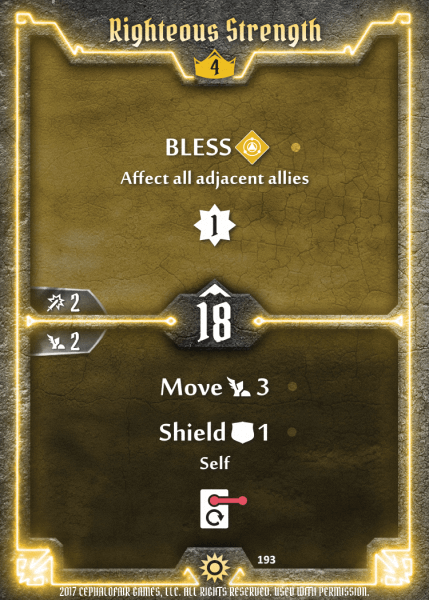 Righteous Strength
4
BLESS
Affect all adjacent allies
1
2
18
2
Move 3
Shield 1
Self
193
2017 CEPHALOFAIR GAMES, LLC. ALL RIGHTS RESERVED. USED WITH PERMISSION.